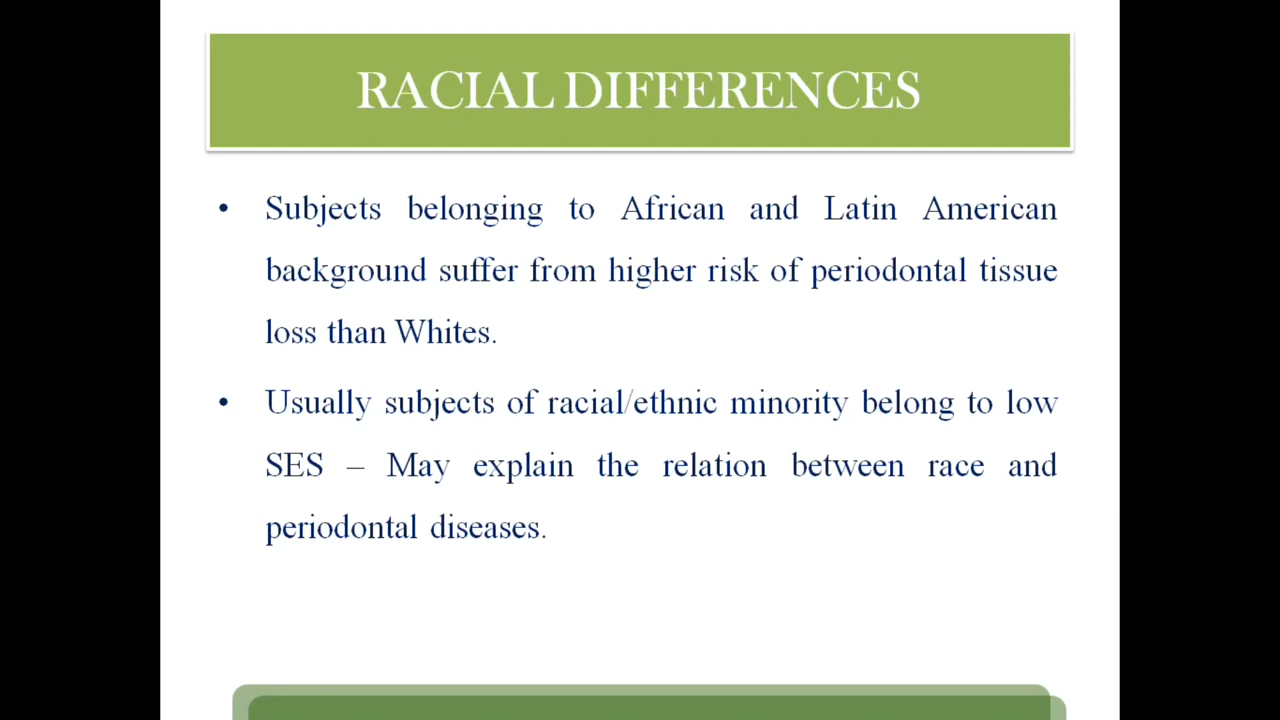 RACIAL DIFFERENCES
• Subjects belonging to African and Latin American
background suffer from higher risk of periodontal tissue
loss than Whites.
• Usually subjects of racial/ethnic minority belong to low
SES – May explain the relation between race and
periodontal diseases.